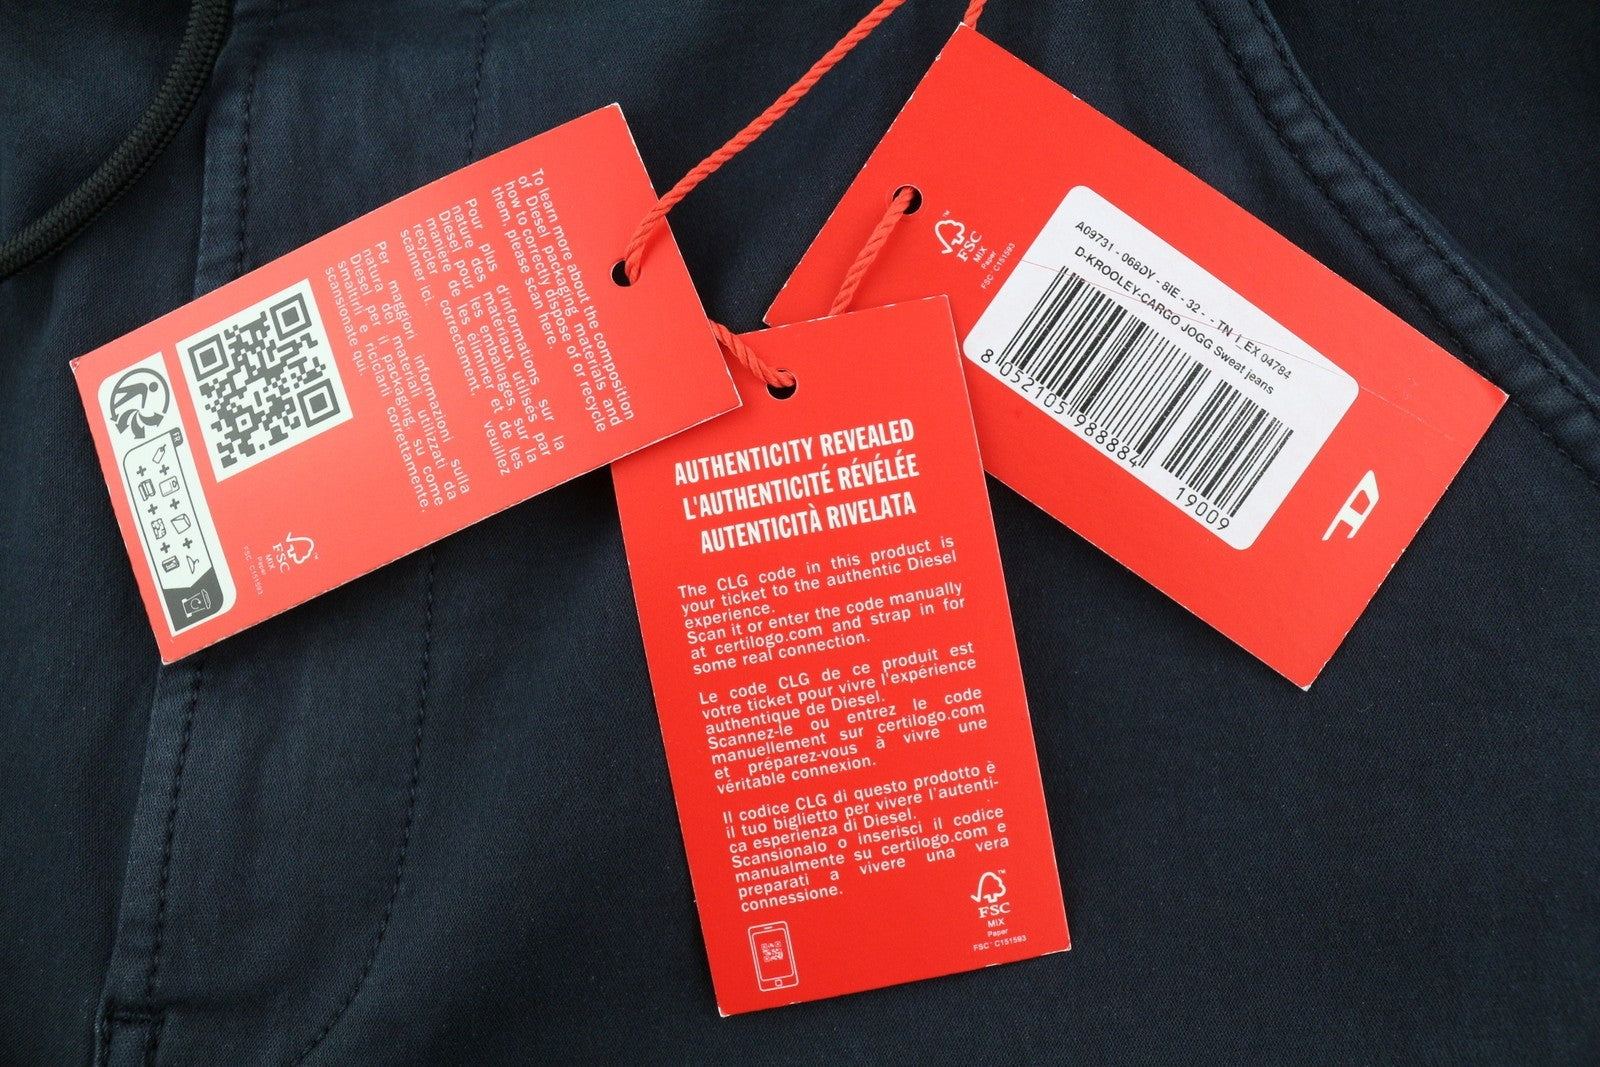 To learn more about the composition
of Diesel packaging materials and
how to correctly dispose of or recycle
them, please scan here.
Pour plus d'informations sur la
nature des matériaux utilisés par
Diesel pour les emballages, sur la
manière de les éliminer et de les
recycler correctement, veuillez
scanner ici.
Per maggiori informazioni sulla
natura dei materiali utilizzati da
Diesel per il packaging, su come
smaltirli e riciclarli correttamente,
scansionate qui.
FR
FSC™
MIX
Paper
FSC® C151593
AUTHENTICITY REVEALED
L'AUTHENTICITÉ RÉVÉLÉE
AUTENTICITÀ RIVELATA
The CLG code in this product is
your ticket to the authentic Diesel
experience.
Scan it or enter the code manually
at certilogo.com and strap in for
some real connection.
Le code CLG de ce produit est
votre ticket pour vivre l'expérience
authentique de Diesel.
Scannez-le ou entrez le code
manuellement sur certilogo.com
et préparez-vous à vivre une
véritable connexion.
Il codice CLG di questo prodotto è
il tuo biglietto per vivere l'autenti-
ca esperienza di Diesel.
Scansionalo o inserisci il codice
manualmente su certilogo.com e
preparati a vivere una vera
connessione.
FSC™
MIX
Paper
FSC® C151593
FSC™
MIX
Paper
FSC® C151593
A09731 - 068DY - 8IE - 32 - - TN I_EX 04784
D-KROOLEY-CARGO JOGG Sweat jeans
8 052105 988884
19009
D